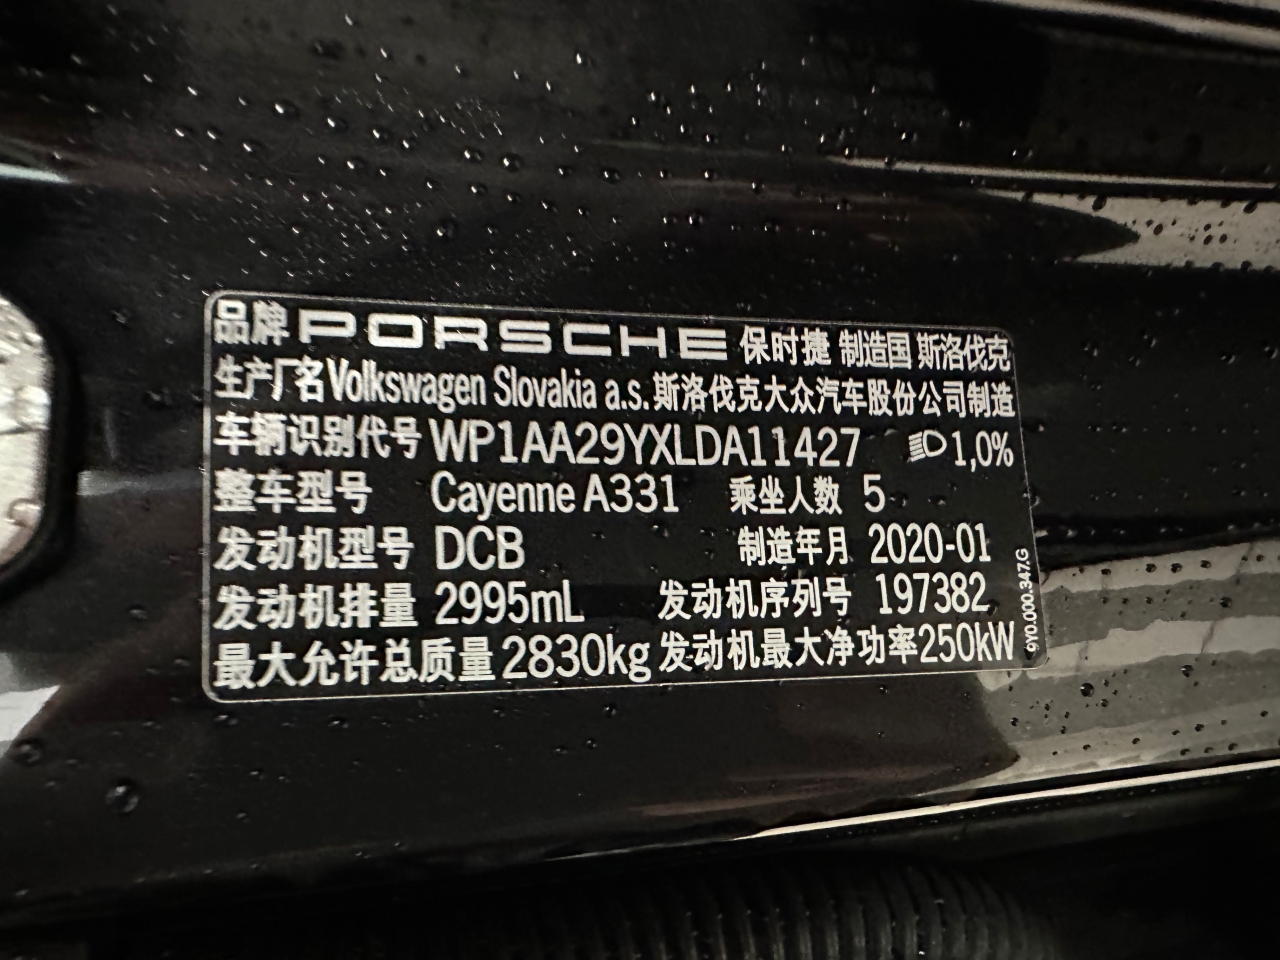 品牌 PORSCHE 保时捷 制造国 斯洛伐克
生产厂名 Volkswagen Slovakia a.s. 斯洛伐克大众汽车股份公司制造
车辆识别代号 WP1AA29YXLDA11427 1,0%
整车型号 Cayenne A331 乘坐人数 5
发动机型号 DCB 制造年月 2020-01
发动机排量 2995mL 发动机序列号 197382
最大允许总质量 2830kg 发动机最大净功率 250kW
9Y0.000.347.G